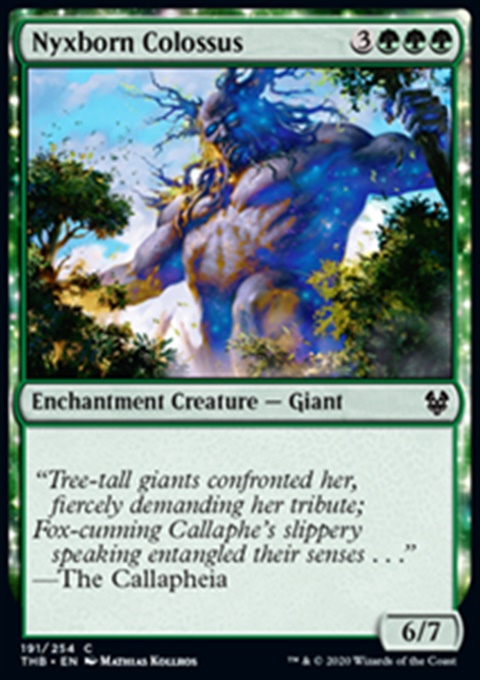 Nyxborn Colossus 3
Enchantment Creature — Giant
“Tree-tall giants confronted her,
fiercely demanding her tribute;
Fox-cunning Callaphe’s slippery
speaking entangled their senses . . .”
—The Callapheia
6/7
191/254 C
THB • EN Mathias Kollros
™ & © 2020 Wizards of the Coast